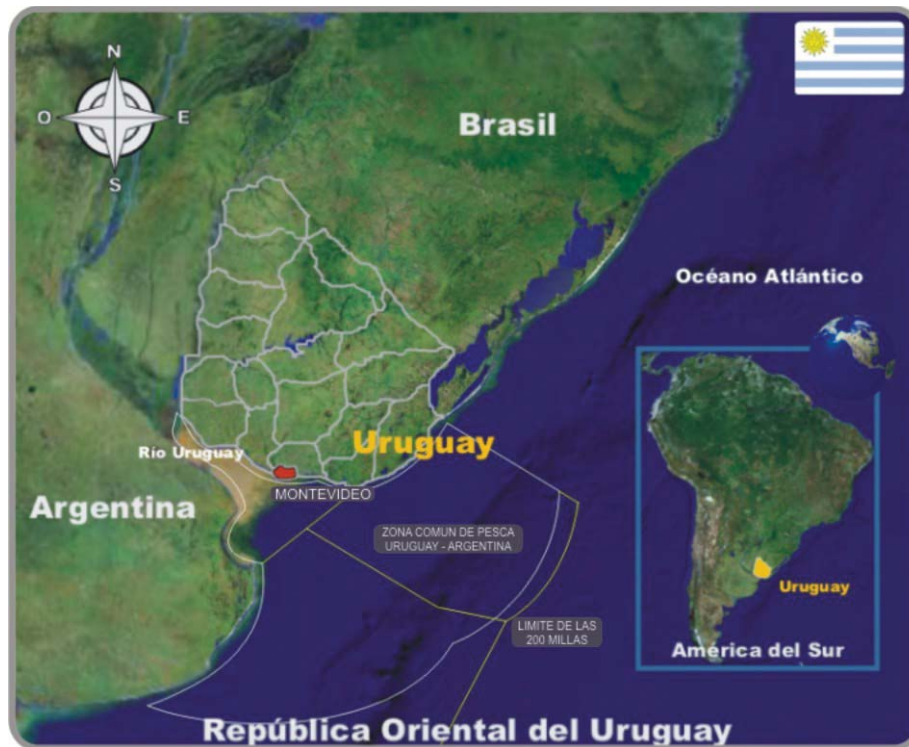 N
O
E
S
Brasil
Océano Atlántico
Río Uruguay
Uruguay
MONTEVIDEO
Argentina
ZONA COMUN DE PESCA
URUGUAY - ARGENTINA
LIMITE DE LAS
200 MILLAS
Uruguay
América del Sur
República Oriental del Uruguay